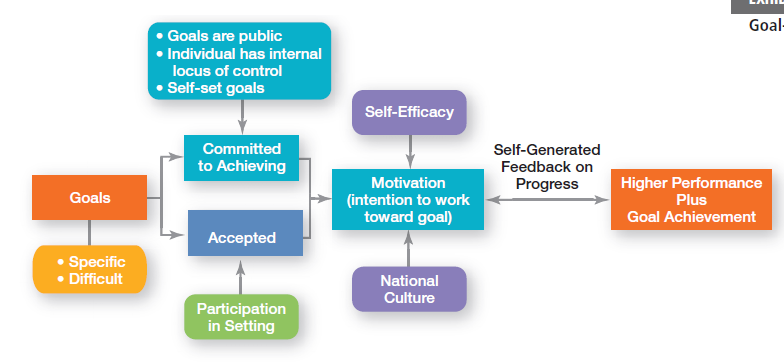 Goal-
• Goals are public
• Individual has internal
locus of control
• Self-set goals
Self-Efficacy
Committed
to Achieving
Self-Generated
Feedback on
Progress
Goals
Motivation
(intention to work
toward goal)
Higher Performance
Plus
Goal Achievement
Accepted
• Specific
• Difficult
National
Culture
Participation
in Setting